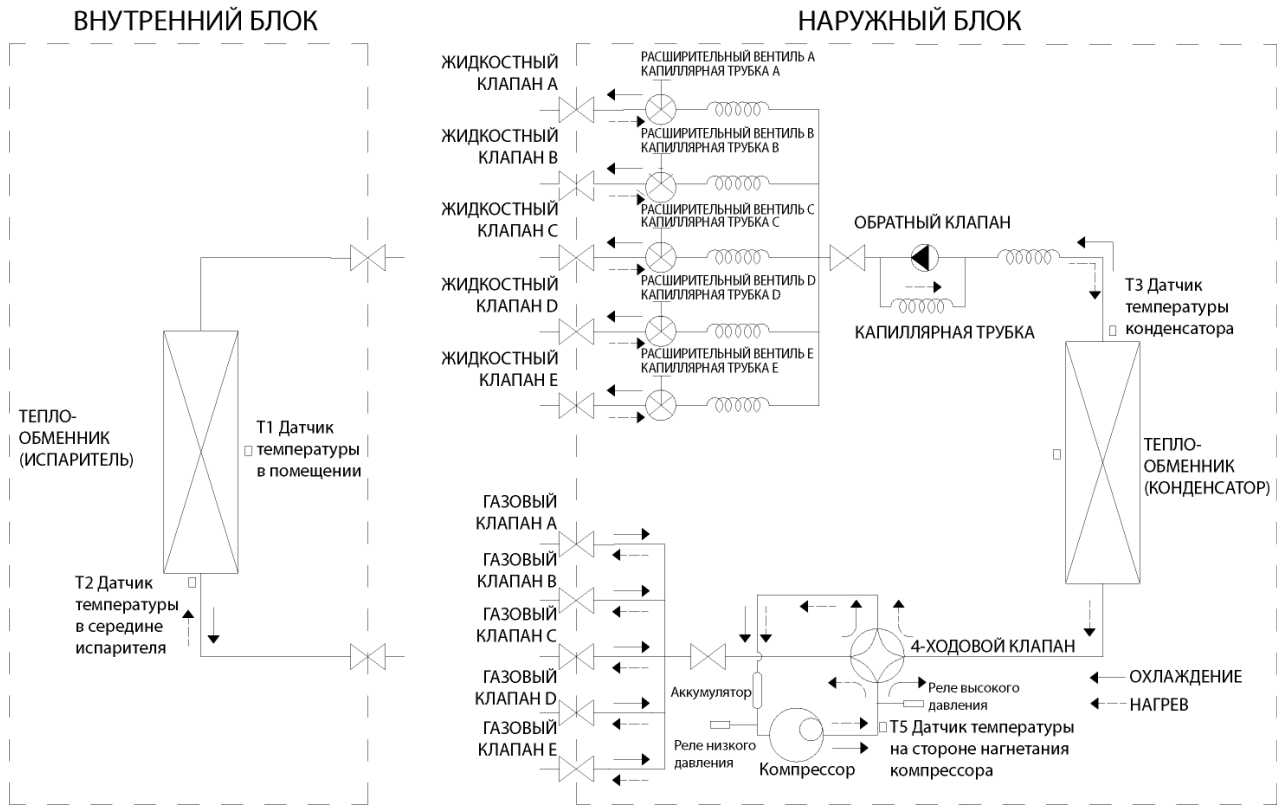 ВНУТРЕННИЙ БЛОК
НАРУЖНЫЙ БЛОК
ЖИДКОСТНЫЙ
КЛАПАН A
РАСШИРИТЕЛЬНЫЙ ВЕНТИЛЬ A
КАПИЛЛЯРНАЯ ТРУБКА A
ЖИДКОСТНЫЙ
КЛАПАН B
РАСШИРИТЕЛЬНЫЙ ВЕНТИЛЬ B
КАПИЛЛЯРНАЯ ТРУБКА B
ЖИДКОСТНЫЙ
КЛАПАН C
РАСШИРИТЕЛЬНЫЙ ВЕНТИЛЬ C
КАПИЛЛЯРНАЯ ТРУБКА C
ЖИДКОСТНЫЙ
КЛАПАН D
РАСШИРИТЕЛЬНЫЙ ВЕНТИЛЬ D
КАПИЛЛЯРНАЯ ТРУБКА D
ЖИДКОСТНЫЙ
КЛАПАН E
РАСШИРИТЕЛЬНЫЙ ВЕНТИЛЬ E
КАПИЛЛЯРНАЯ ТРУБКА E
ОБРАТНЫЙ КЛАПАН
КАПИЛЛЯРНАЯ ТРУБКА
T3 Датчик
температуры
конденсатора
ТЕПЛО-
ОБМЕННИК
(ИСПАРИТЕЛЬ)
T1 Датчик
температуры
в помещении
ТЕПЛО-
ОБМЕННИК
(КОНДЕНСАТОР)
T2 Датчик
температуры
в середине
испарителя
ГАЗОВЫЙ
КЛАПАН A
ГАЗОВЫЙ
КЛАПАН B
ГАЗОВЫЙ
КЛАПАН C
ГАЗОВЫЙ
КЛАПАН D
ГАЗОВЫЙ
КЛАПАН E
4-ХОДОВОЙ КЛАПАН
Аккумулятор
Реле высокого
давления
Реле низкого
давления
Компрессор
T5 Датчик температуры
на стороне нагнетания
компрессора
ОХЛАЖДЕНИЕ
НАГРЕВ